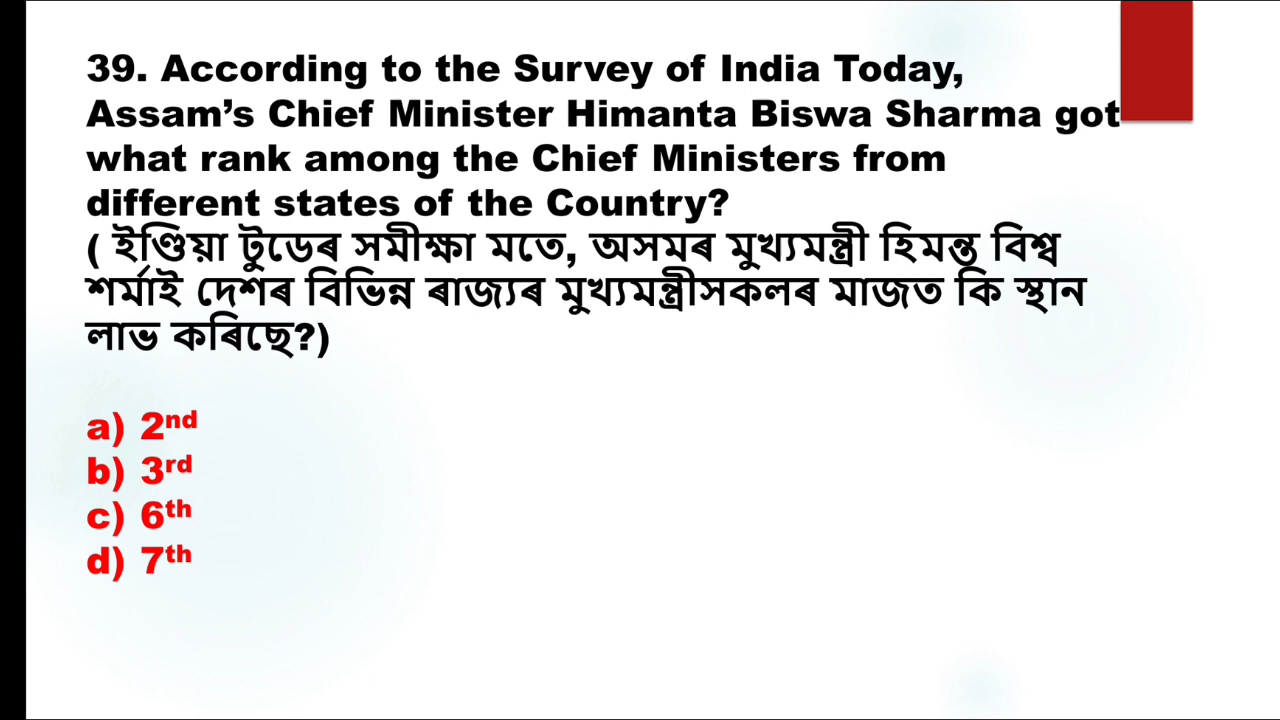 39. According to the Survey of India Today,
Assam’s Chief Minister Himanta Biswa Sharma got
what rank among the Chief Ministers from
different states of the Country?
( ইণ্ডিয়া টুডেৰ সমীক্ষা মতে, অসমৰ মুখ্যমন্ত্ৰী হিমন্ত বিশ্ব
শৰ্মাই দেশৰ বিভিন্ন ৰাজ্যৰ মুখ্যমন্ত্ৰীসকলৰ মাজত কি স্থান
লাভ কৰিছে?)
a) 2nd
b) 3rd
c) 6th
d) 7th